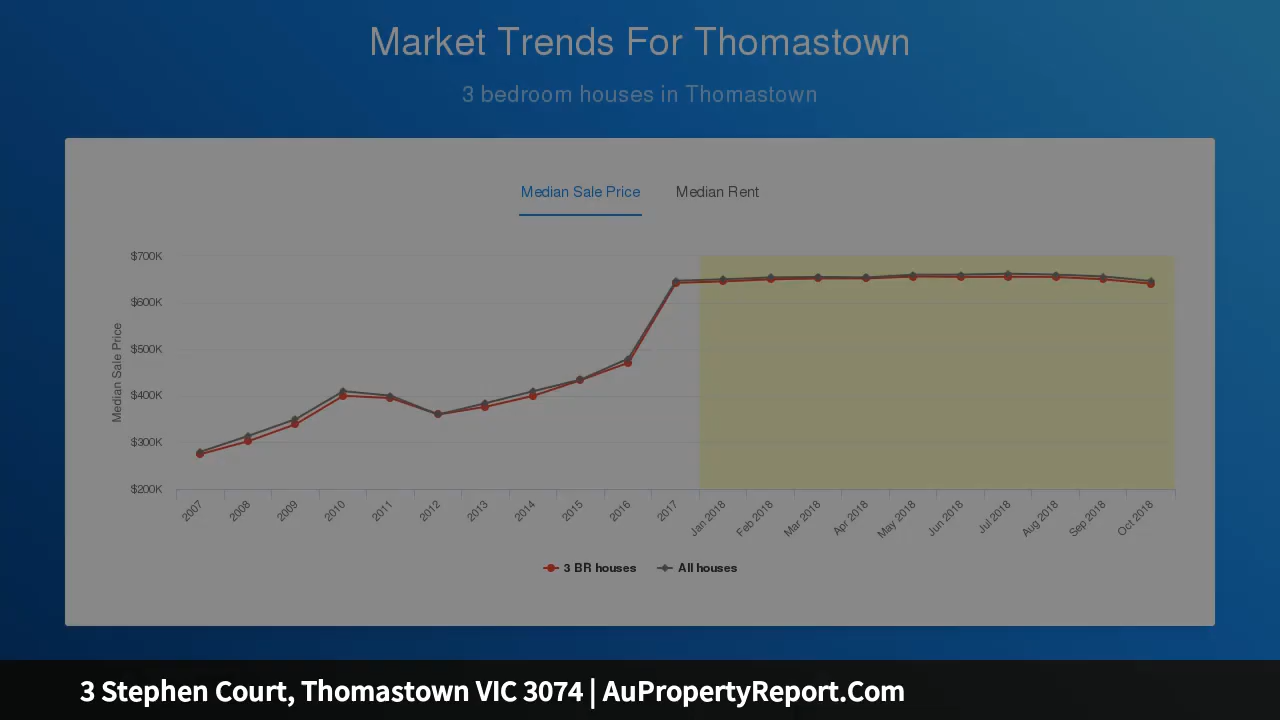 Market Trends For Thomastown
3 bedroom houses in Thomastown
Median Sale Price Median Rent
$700K
$600K
$500K
$400K
$300K
$200K
Median Sale Price
2007 2008 2009 2010 2011 2012 2013 2014 2015 2016 2017 Jan 2018 Feb 2018 Mar 2018 Apr 2018 May 2018 Jun 2018 Jul 2018 Aug 2018 Sep 2018 Oct 2018
3 BR houses All houses
3 Stephen Court, Thomastown VIC 3074 | AuPropertyReport.Com